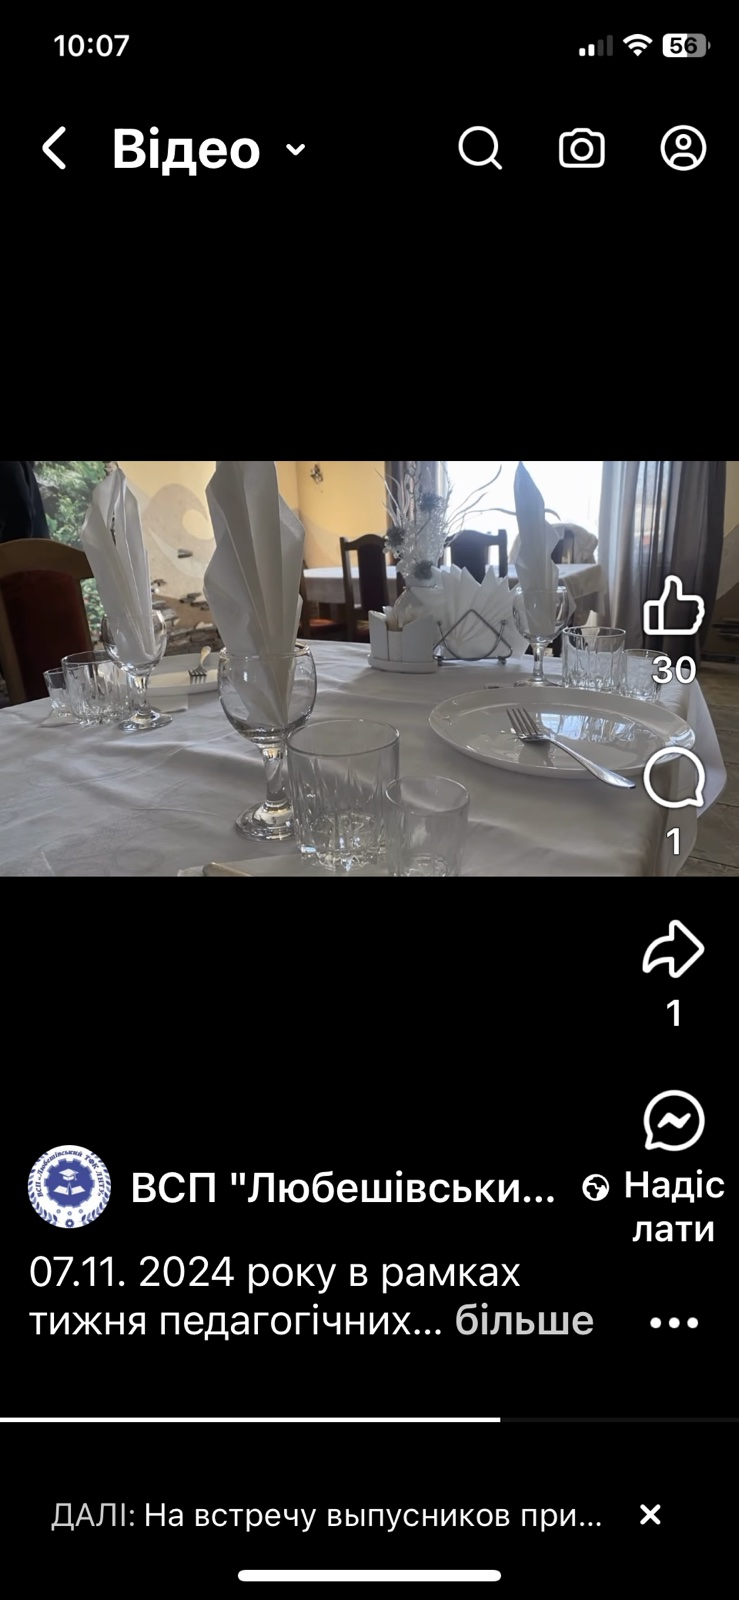 10:07
56
Відео
30
1
1
ВСП "Любешівськи...
Надіс
лати
07.11. 2024 року в рамках
тижня педагогічних... більше
ДАЛІ: На встречу выпусников при...